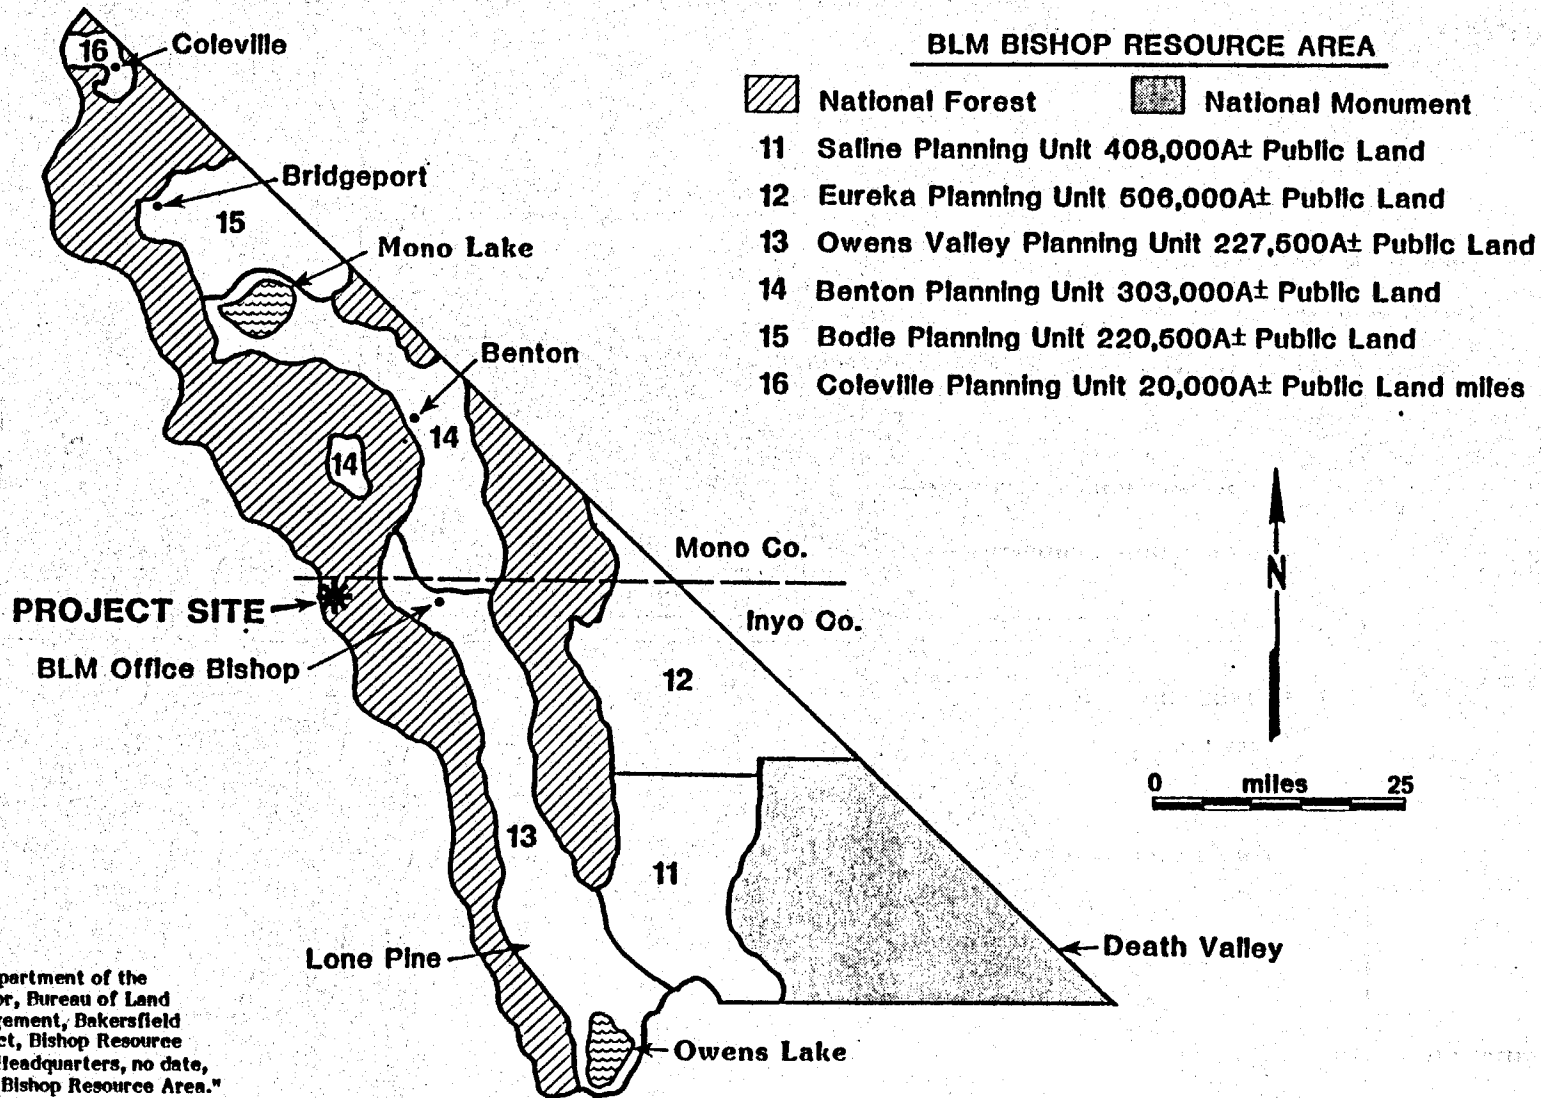 BLM BISHOP RESOURCE AREA
National Forest
National Monument
11 Saline Planning Unit 408,000A± Public Land
12 Eureka Planning Unit 506,000A± Public Land
13 Owens Valley Planning Unit 227,500A± Public Land
14 Benton Planning Unit 303,000A± Public Land
15 Bodie Planning Unit 220,500A± Public Land
16 Coleville Planning Unit 20,000A± Public Land miles
16
Coleville
Bridgeport
15
Mono Lake
Benton
14
14
Mono Co.
Inyo Co.
PROJECT SITE
BLM Office Bishop
12
N
0 miles 25
13
11
Lone Pine
Death Valley
Owens Lake
partment of the
or, Bureau of Land
gement, Bakersfield
ct, Bishop Resource
Headquarters, no date,
Bishop Resource Area."